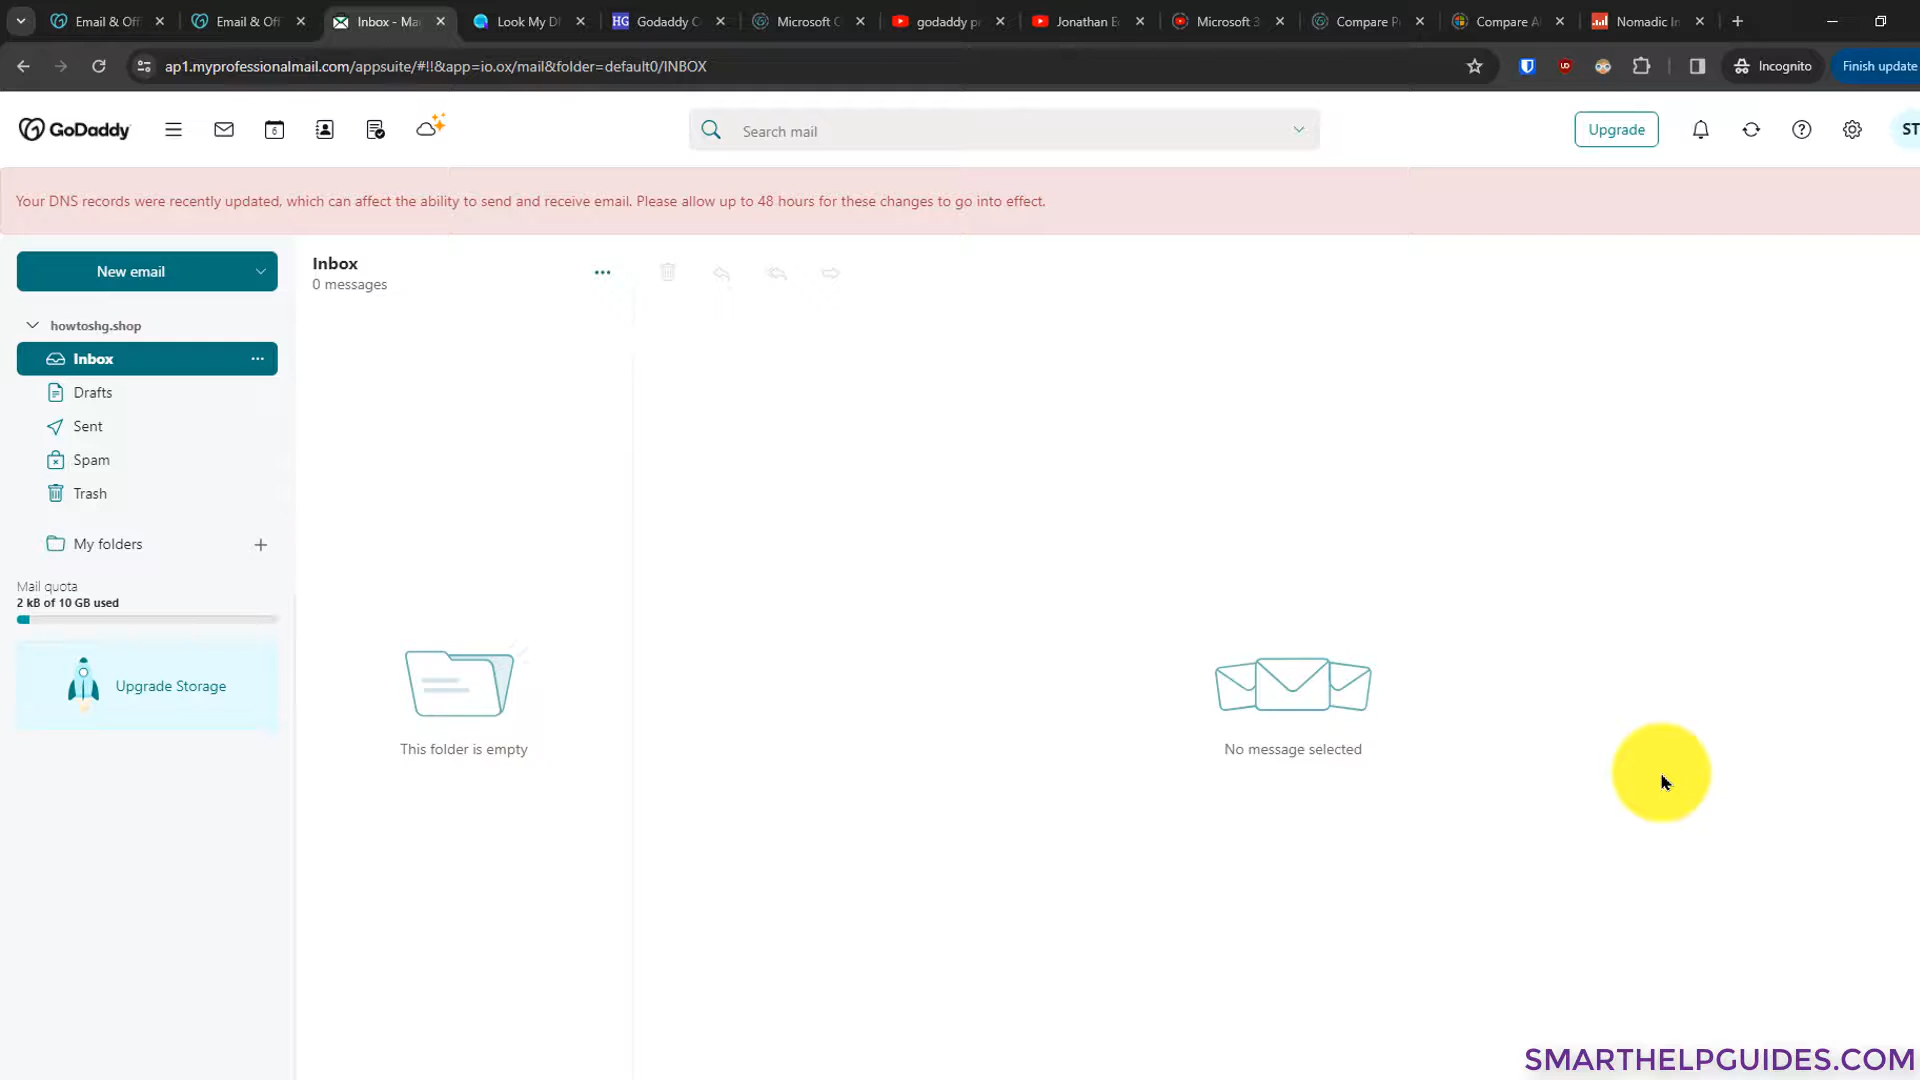 Email & Off
Email & Off
Inbox - Ma
Look My D
HG Godaddy C
Microsoft C
godaddy p
Jonathan E
Microsoft 3
Compare P
Compare A
Nomadic In
ap1.myprofessionalmail.com/appsuite/#!!&app=io.ox/mail&folder=default0/INBOX
Incognito
Finish update
GoDaddy
6
Search mail
Upgrade
ST
Your DNS records were recently updated, which can affect the ability to send and receive email. Please allow up to 48 hours for these changes to go into effect.
New email
Inbox
0 messages
howtoshg.shop
Inbox
Drafts
Sent
Spam
Trash
My folders
Mail quota
2 kB of 10 GB used
Upgrade Storage
This folder is empty
No message selected
SMARTHELPGUIDES.COM